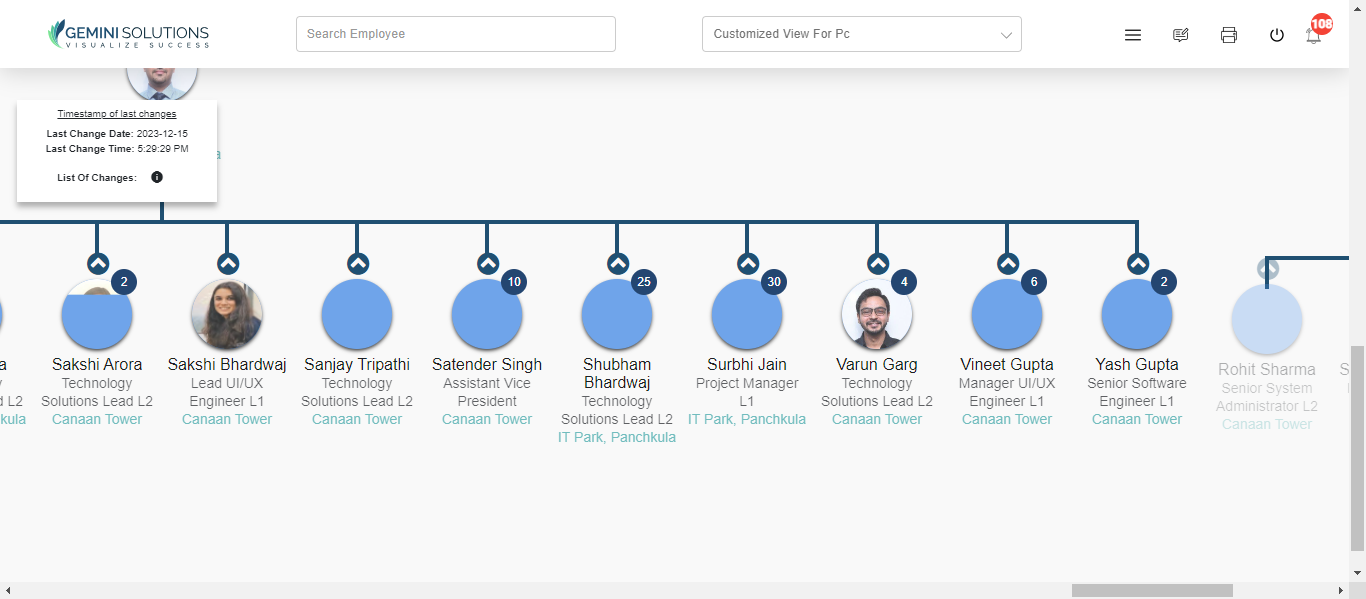 GEMINI SOLUTIONS
VISUALIZE SUCCESS
Search Employee
Customized View For Pc
108
Timestamp of last changes
Last Change Date: 2023-12-15
Last Change Time: 5:29:29 PM
List Of Changes:
a
2
10
25
30
4
6
2
a
L2
kula
Sakshi Arora
Technology
Solutions Lead L2
Canaan Tower
Sakshi Bhardwaj
Lead UI/UX
Engineer L1
Canaan Tower
Sanjay Tripathi
Technology
Solutions Lead L2
Canaan Tower
Satender Singh
Assistant Vice
President
Canaan Tower
Shubham
Bhardwaj
Technology
Solutions Lead L2
IT Park, Panchkula
Surbhi Jain
Project Manager
L1
IT Park, Panchkula
Varun Garg
Technology
Solutions Lead L2
Canaan Tower
Vineet Gupta
Manager UI/UX
Engineer L1
Canaan Tower
Yash Gupta
Senior Software
Engineer L1
Canaan Tower
Rohit Sharma
Senior System
Administrator L2
Canaan Tower
S